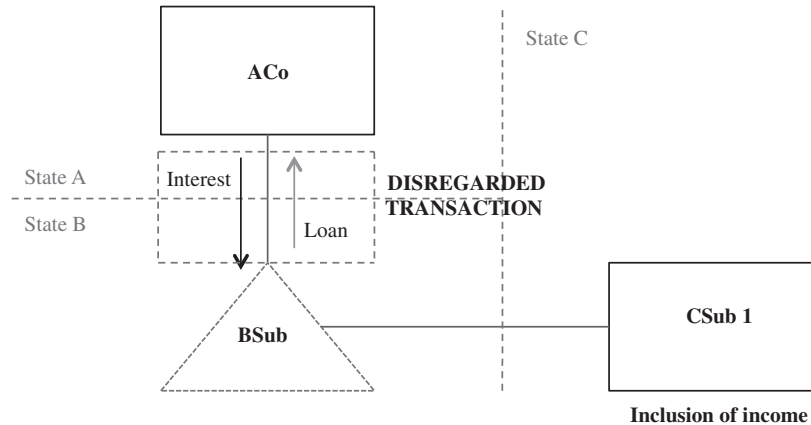 State C
ACo
State A
Interest
DISREGARDED
TRANSACTION
State B
Loan
BSub
CSub 1
Inclusion of income